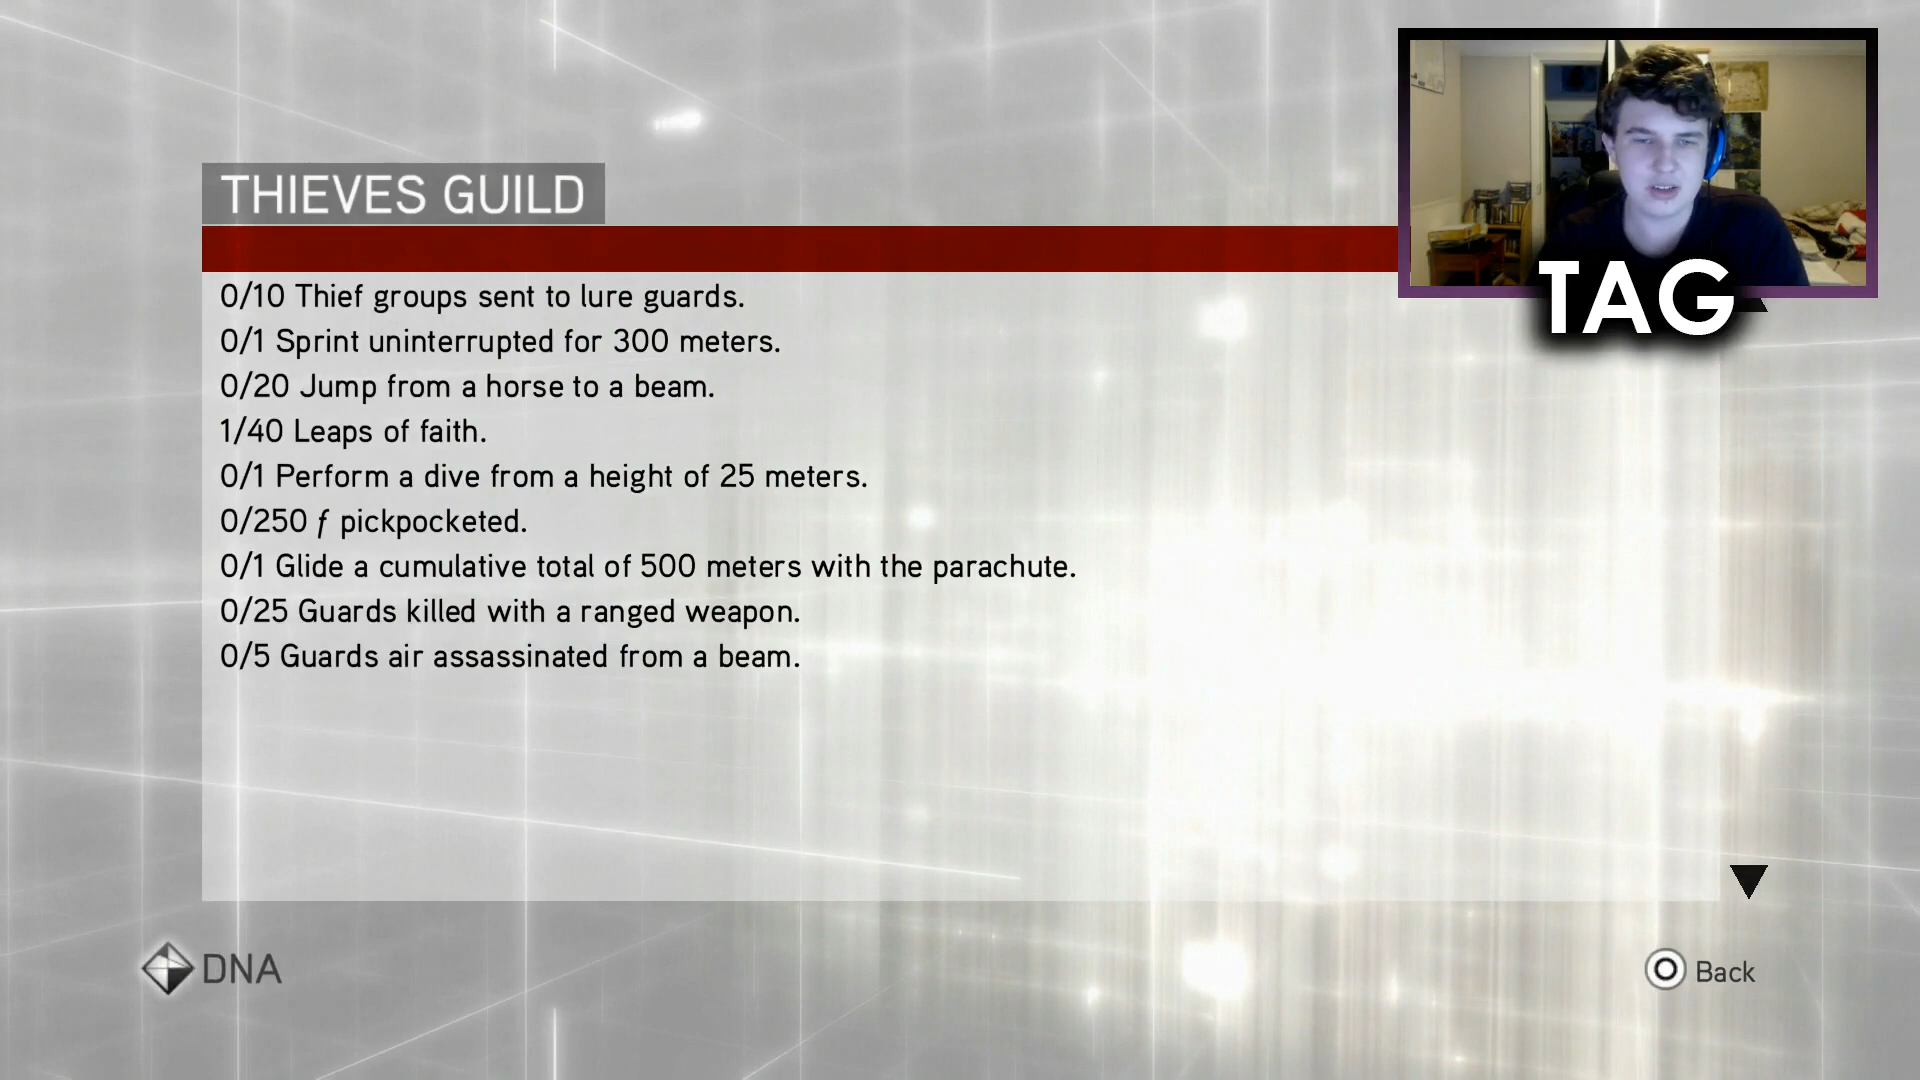 THIEVES GUILD
0/10 Thief groups sent to lure guards.
0/1 Sprint uninterrupted for 300 meters.
0/20 Jump from a horse to a beam.
1/40 Leaps of faith.
0/1 Perform a dive from a height of 25 meters.
0/250 ƒ pickpocketed.
0/1 Glide a cumulative total of 500 meters with the parachute.
0/25 Guards killed with a ranged weapon.
0/5 Guards air assassinated from a beam.
TAG
DNA
Back